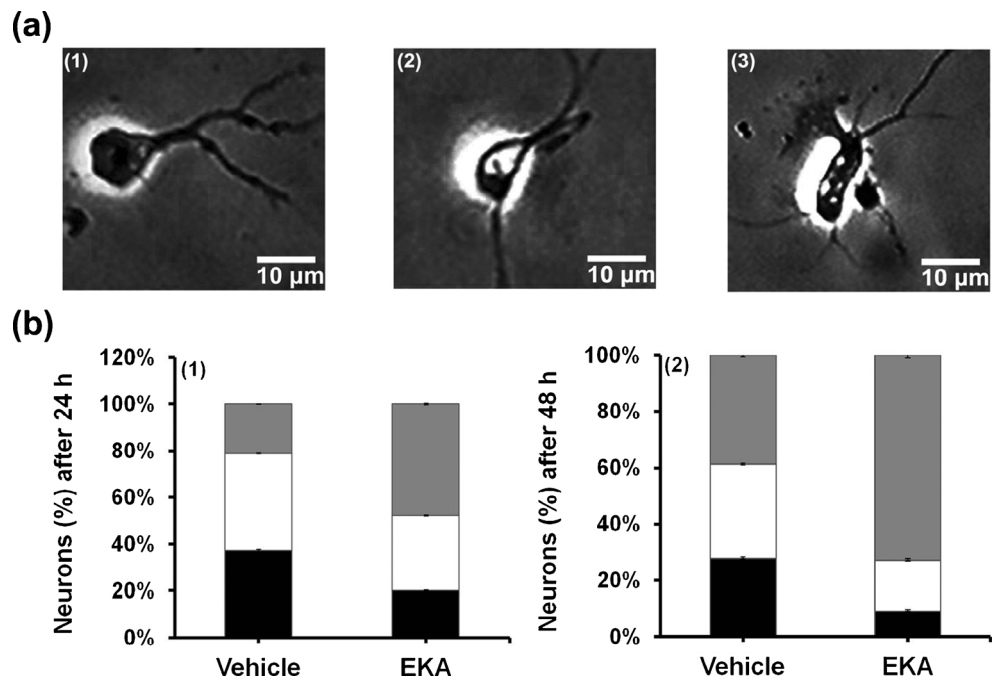 (a)
(1)
10 µm
(2)
10 µm
(3)
10 µm
(b)
Neurons (%) after 24 h
(1)
120%
100%
80%
60%
40%
20%
0%
Vehicle
EKA
Neurons (%) after 48 h
(2)
100%
80%
60%
40%
20%
0%
Vehicle
EKA